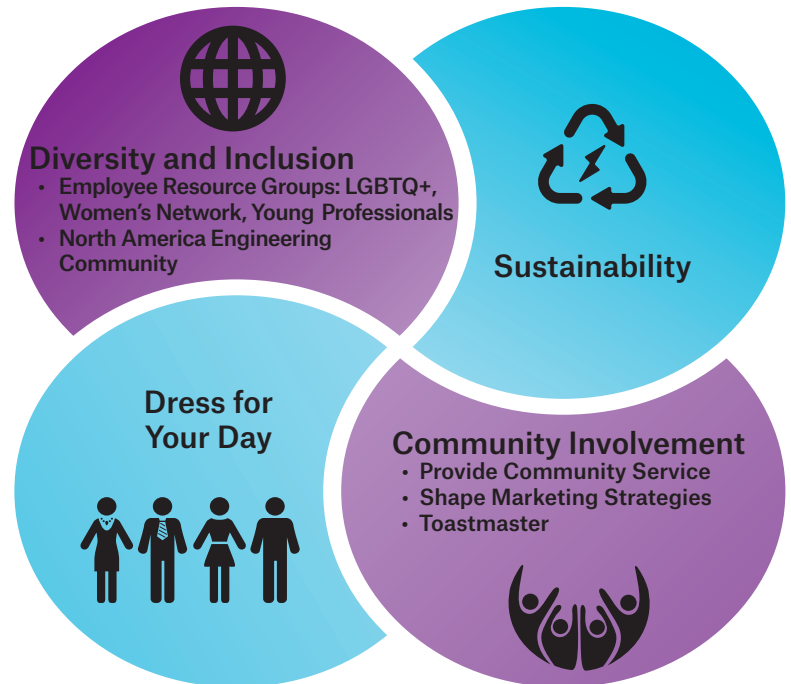 Diversity and Inclusion
• Employee Resource Groups: LGBTQ+,
Women's Network, Young Professionals
• North America Engineering
Community
Sustainability
Dress for
Your Day
Community Involvement
• Provide Community Service
• Shape Marketing Strategies
• Toastmaster